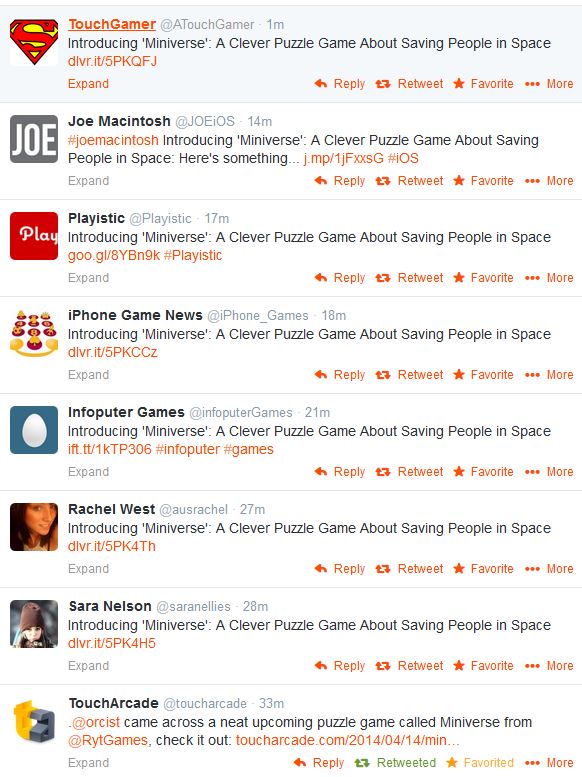 TouchGamer @ATouchGamer · 1m
Introducing 'Miniverse': A Clever Puzzle Game About Saving People in Space
dlvr.it/5PKQFJ
Expand Reply Retweet Favorite More
JOE
Joe Macintosh @JOEiOS · 14m
#joemacintosh Introducing 'Miniverse': A Clever Puzzle Game About Saving
People in Space: Here's something... j.mp/1jFxxsG #iOS
Expand Reply Retweet Favorite More
Play
Playistic @Playistic · 17m
Introducing 'Miniverse': A Clever Puzzle Game About Saving People in Space
goo.gl/8YBn9k #Playistic
Expand Reply Retweet Favorite More
iPhone Game News @iPhone_Games · 18m
Introducing 'Miniverse': A Clever Puzzle Game About Saving People in Space
dlvr.it/5PKCCz
Expand Reply Retweet Favorite More
Infoputer Games @infoputerGames · 21m
Introducing 'Miniverse': A Clever Puzzle Game About Saving People in Space
ift.tt/1kTP306 #infoputer #games
Expand Reply Retweet Favorite More
Rachel West @ausrachel · 27m
Introducing 'Miniverse': A Clever Puzzle Game About Saving People in Space
dlvr.it/5PK4Th
Expand Reply Retweet Favorite More
Sara Nelson @saranellies · 28m
Introducing 'Miniverse': A Clever Puzzle Game About Saving People in Space
dlvr.it/5PK4H5
Expand Reply Retweet Favorite More
ta
TouchArcade @toucharcade · 33m
.@orcist came across a neat upcoming puzzle game called Miniverse from
@RytGames, check it out: toucharcade.com/2014/04/14/min…
Expand Reply Retweeted Favorited More